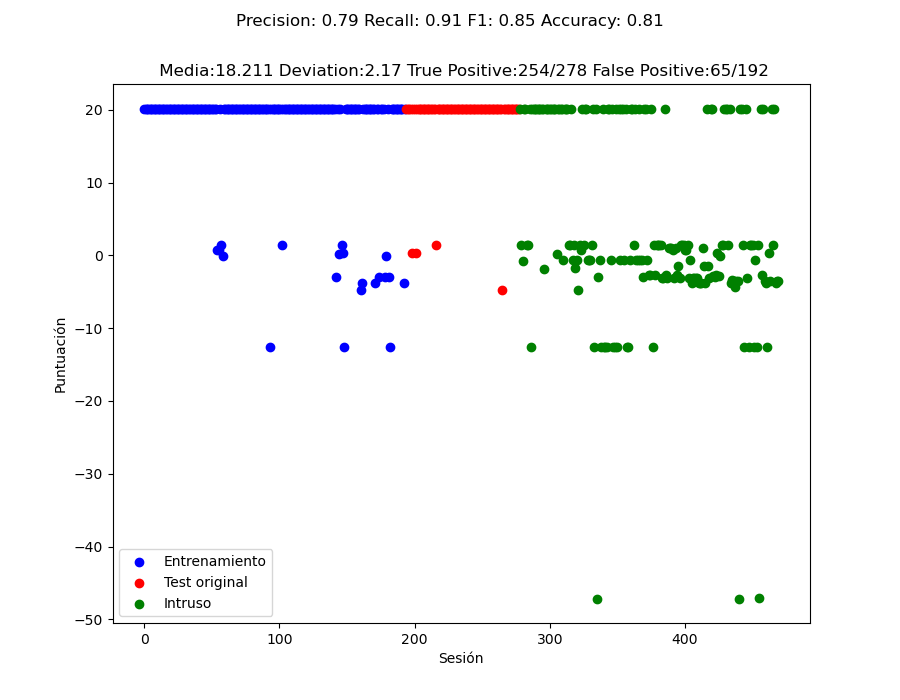 Precision: 0.79 Recall: 0.91 F1: 0.85 Accuracy: 0.81
Media:18.211 Deviation:2.17 True Positive:254/278 False Positive:65/192
20
10
0
−10
−20
−30
−40
−50
Puntuación
Entrenamiento
Test original
Intruso
0 100 200 300 400
Sesión